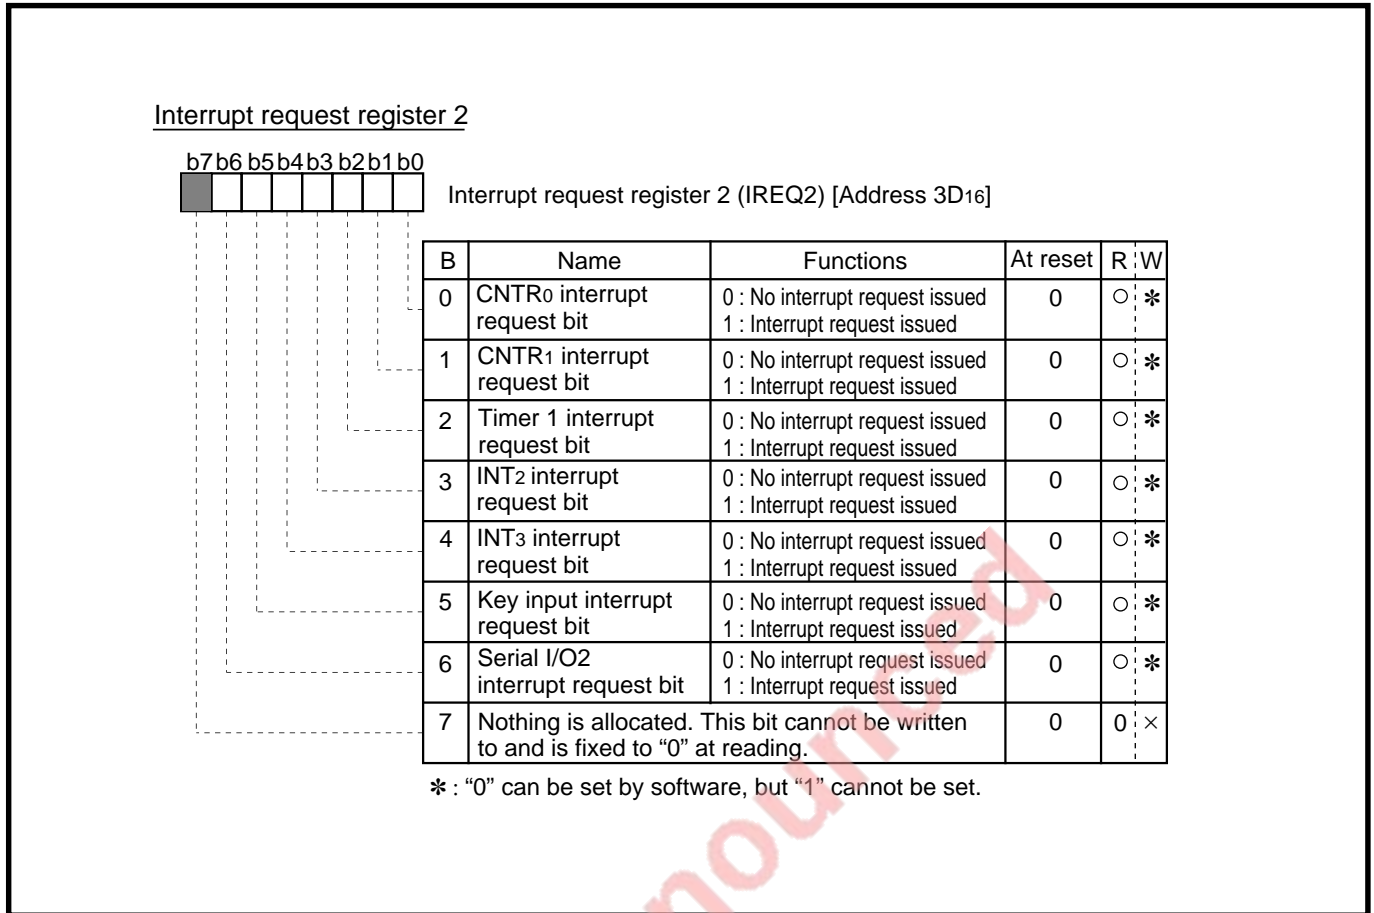 Interrupt request register 2
b7 b6 b5 b4 b3 b2 b1 b0
Interrupt request register 2 (IREQ2) [Address 3D16]
B Name Functions At reset R W
0 CNTR0 interrupt request bit 0 : No interrupt request issued 0 ○ ✻
1 : Interrupt request issued
1 CNTR1 interrupt request bit 0 : No interrupt request issued 0 ○ ✻
1 : Interrupt request issued
2 Timer 1 interrupt request bit 0 : No interrupt request issued 0 ○ ✻
1 : Interrupt request issued
3 INT2 interrupt request bit 0 : No interrupt request issued 0 ○ ✻
1 : Interrupt request issued
4 INT3 interrupt request bit 0 : No interrupt request issued 0 ○ ✻
1 : Interrupt request issued
5 Key input interrupt request bit 0 : No interrupt request issued 0 ○ ✻
1 : Interrupt request issued
6 Serial I/O2 interrupt request bit 0 : No interrupt request issued 0 ○ ✻
1 : Interrupt request issued
7 Nothing is allocated. This bit cannot be written 0 0 ×
to and is fixed to “0” at reading.
✻ : “0” can be set by software, but “1” cannot be set.